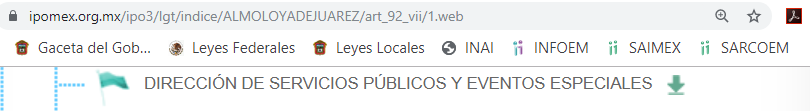 ipomex.org.mx/ipo3/lgt/indice/ALMOLOYADEJUAREZ/art_92_vii/1.web
Gaceta del Gob... Leyes Federales Leyes Locales INAI INFOEM SAIMEX SARCOEM
DIRECCIÓN DE SERVICIOS PÚBLICOS Y EVENTOS ESPECIALES